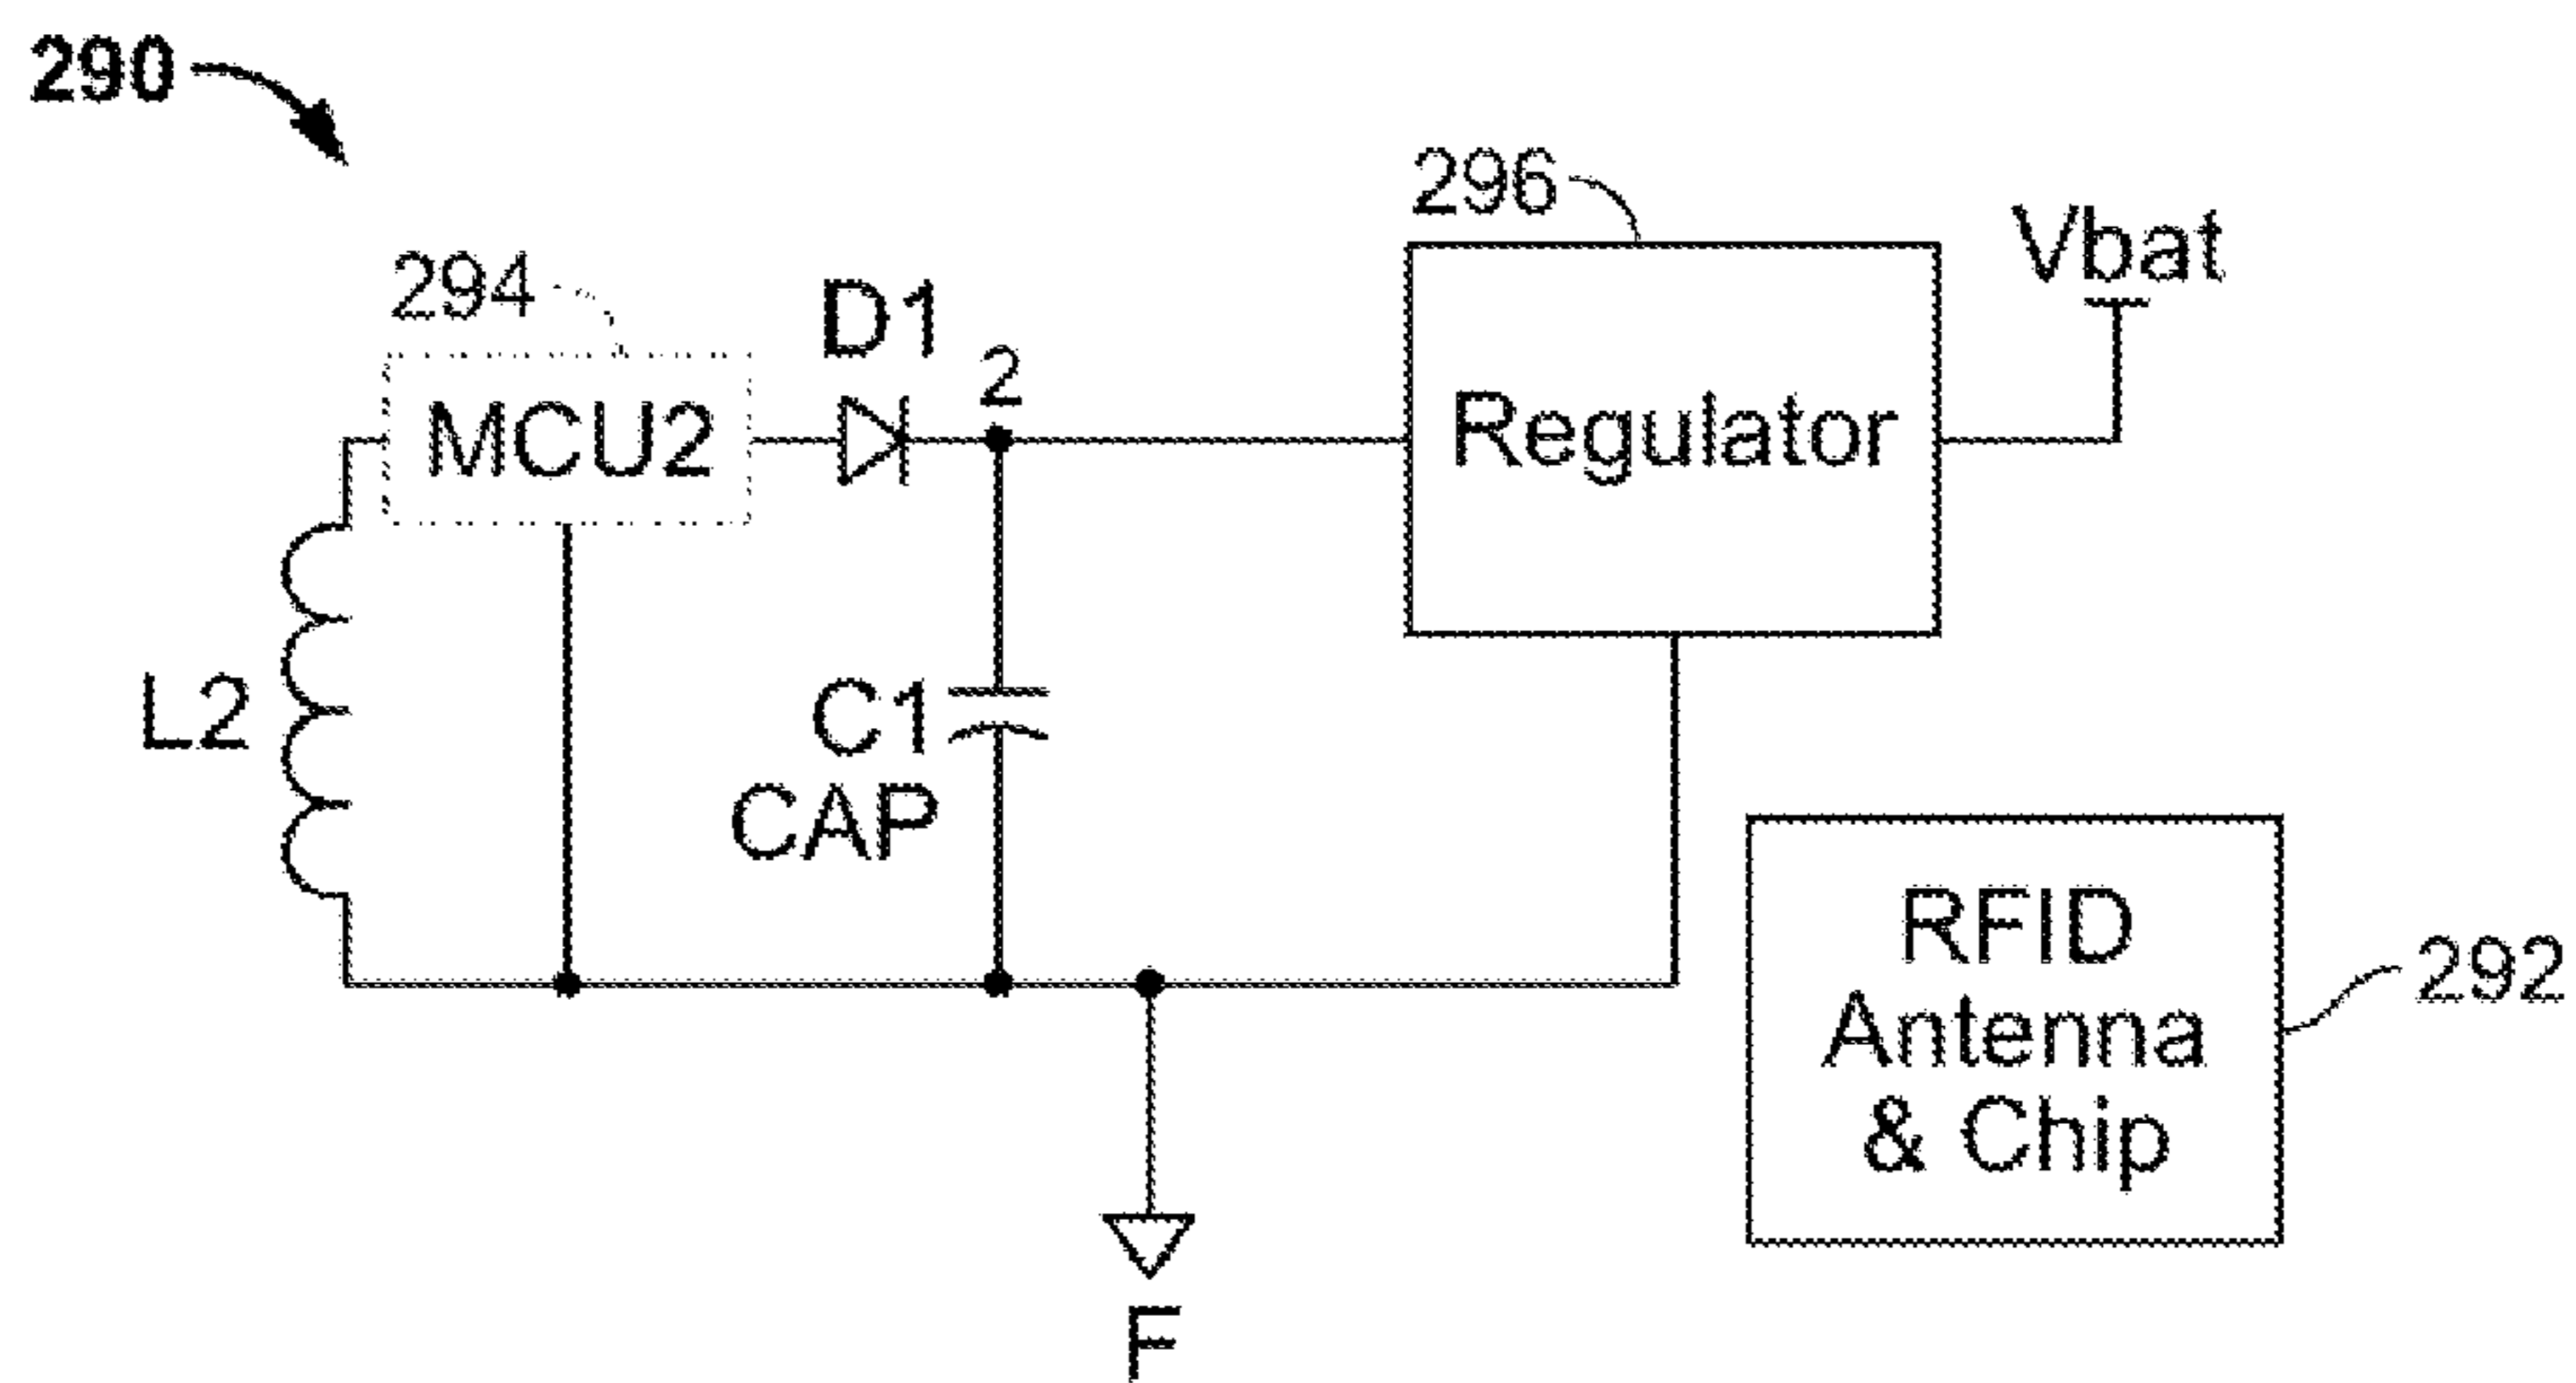 290
296
Vbat
294
D1
2
MCU2
Regulator
L2
C1
CAP
RFID
Antenna
& Chip
292
F